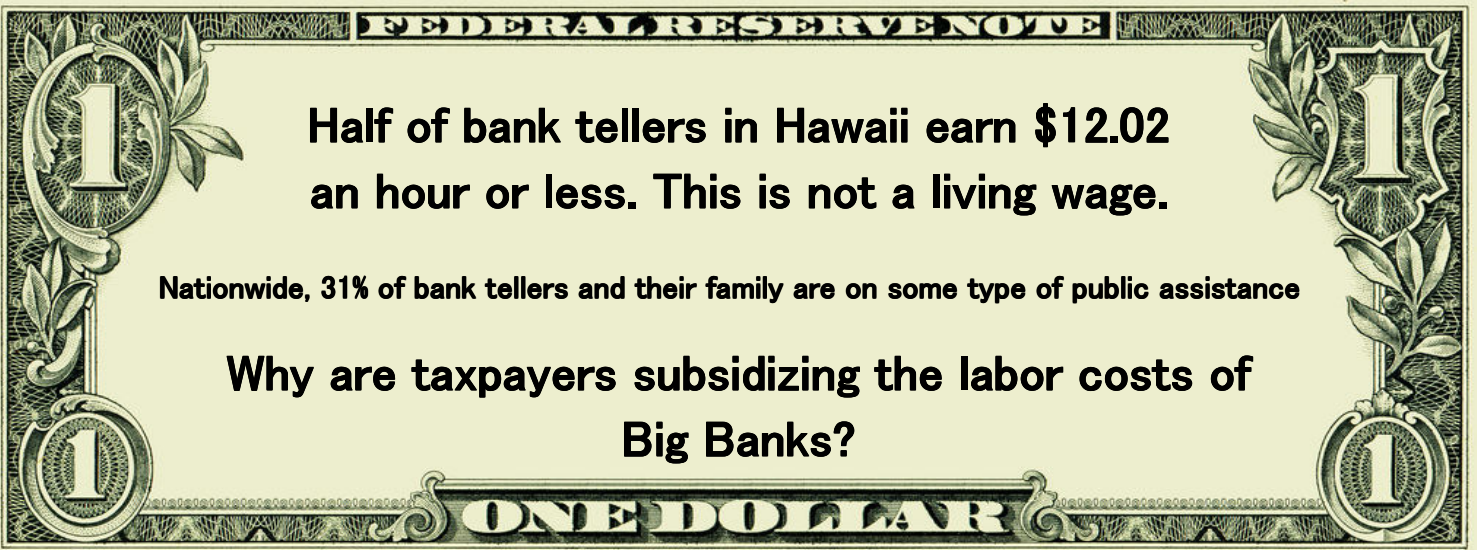 FEDERAL RESERVE NOTE
1 1
Half of bank tellers in Hawaii earn $12.02
an hour or less. This is not a living wage.
Nationwide, 31% of bank tellers and their family are on some type of public assistance
Why are taxpayers subsidizing the labor costs of
Big Banks?
1 1
ONE DOLLAR